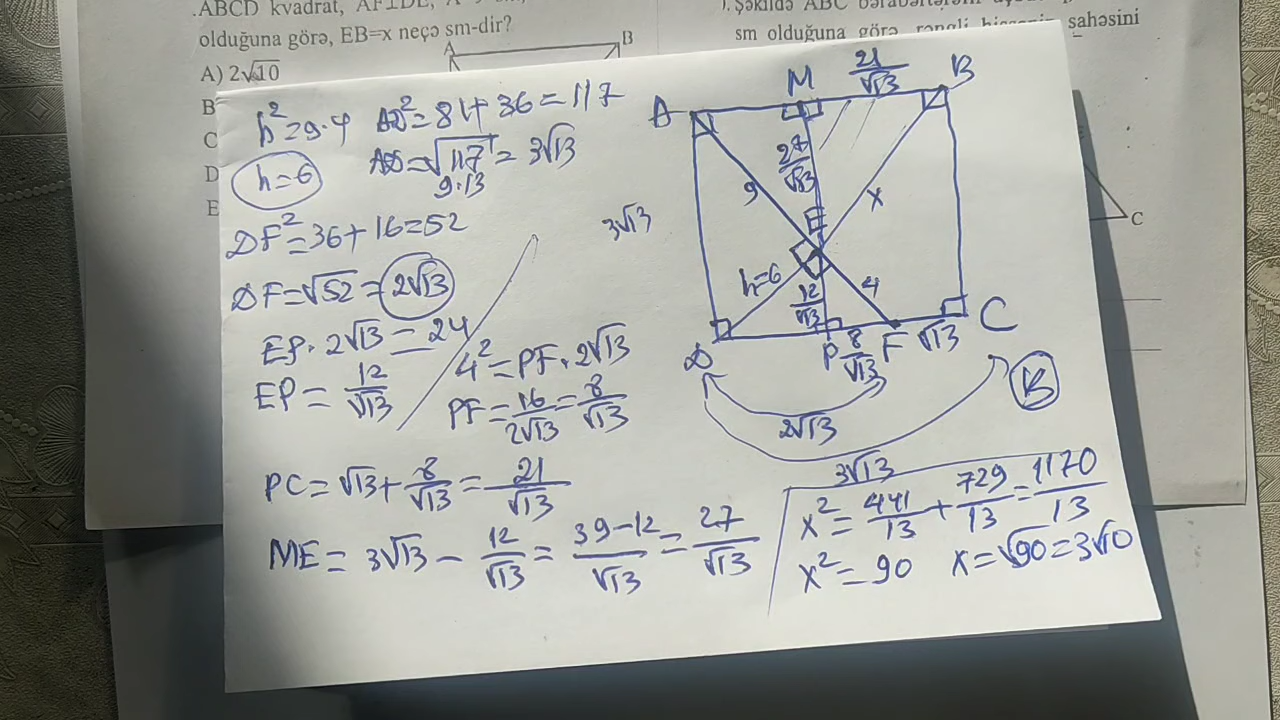 .ABCD kvadrat,
olduğuna görə, EB=x neçə sm-dir?
A) 2√10
B
C
D
E
A
B
ABC
sm olduğuna görə, rəngli hissənin sahəsini
C
h²=9·4
AD²=81+36=117
h=6
AD=√117=3√13
9·13
DF²=36+16=52
DF=√52=2√13
EP·2√13=24
EP=12/√13
4²=PF·2√13
PF=16/2√13=8/√13
PC=√13+8/√13=21/√13
ME=3√13-12/√13=39-12/√13=27/√13
A
M
21/√13
B
27/√13
9
E
x
3√13
h=6
12/√13
4
D
P
8/√13
F
√13
C
2√13
3√13
B
x²=441/13+729/13=1170/13
x²=90
x=√90=3√10